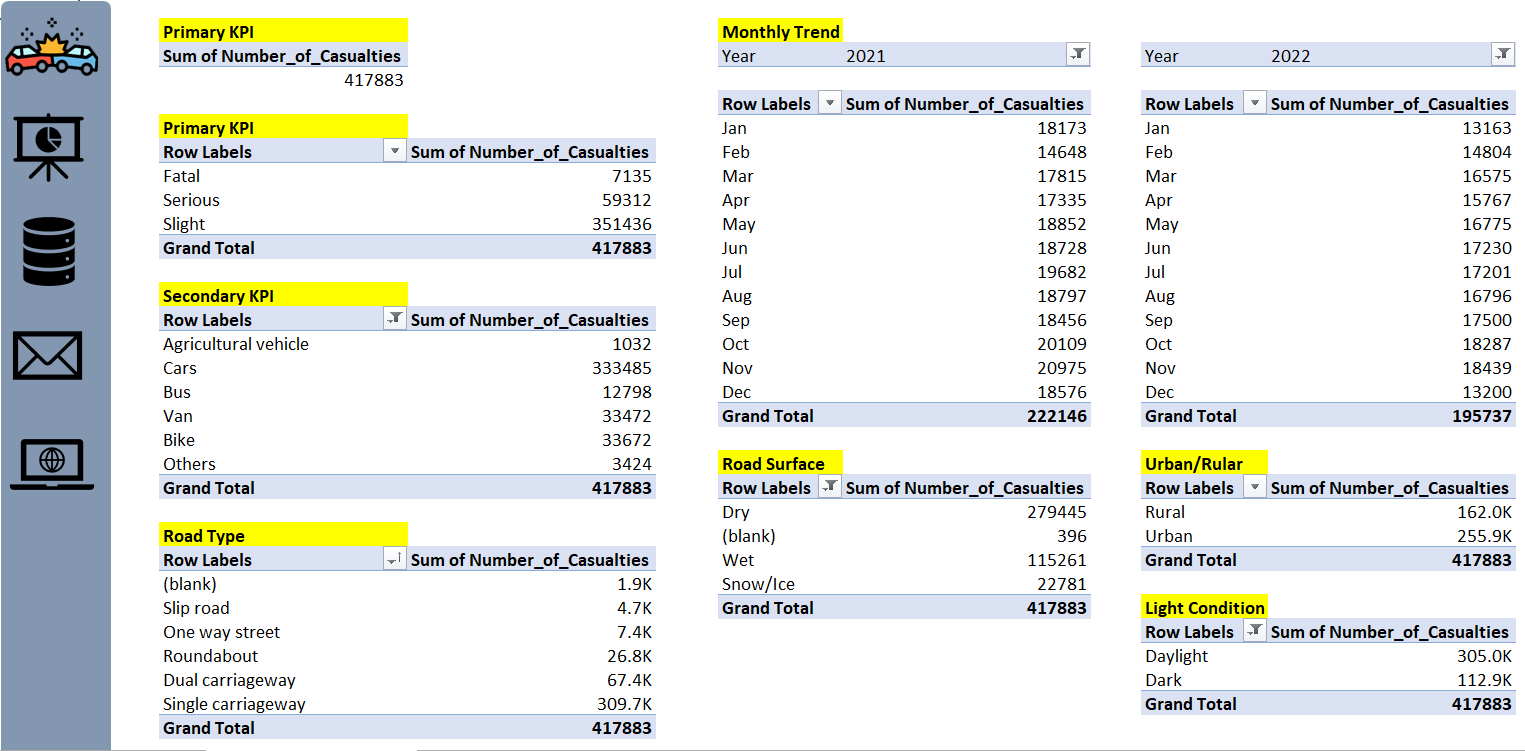 Primary KPI
Sum of Number_of_Casualties
417883
Primary KPI
Row Labels Sum of Number_of_Casualties
Fatal 7135
Serious 59312
Slight 351436
Grand Total 417883
Secondary KPI
Row Labels Sum of Number_of_Casualties
Agricultural vehicle 1032
Cars 333485
Bus 12798
Van 33472
Bike 33672
Others 3424
Grand Total 417883
Road Type
Row Labels Sum of Number_of_Casualties
(blank) 1.9K
Slip road 4.7K
One way street 7.4K
Roundabout 26.8K
Dual carriageway 67.4K
Single carriageway 309.7K
Grand Total 417883
Monthly Trend
Year 2021
Row Labels Sum of Number_of_Casualties
Jan 18173
Feb 14648
Mar 17815
Apr 17335
May 18852
Jun 18728
Jul 19682
Aug 18797
Sep 18456
Oct 20109
Nov 20975
Dec 18576
Grand Total 222146
Road Surface
Row Labels Sum of Number_of_Casualties
Dry 279445
(blank) 396
Wet 115261
Snow/Ice 22781
Grand Total 417883
Year 2022
Row Labels Sum of Number_of_Casualties
Jan 13163
Feb 14804
Mar 16575
Apr 15767
May 16775
Jun 17230
Jul 17201
Aug 16796
Sep 17500
Oct 18287
Nov 18439
Dec 13200
Grand Total 195737
Urban/Rular
Row Labels Sum of Number_of_Casualties
Rural 162.0K
Urban 255.9K
Grand Total 417883
Light Condition
Row Labels Sum of Number_of_Casualties
Daylight 305.0K
Dark 112.9K
Grand Total 417883